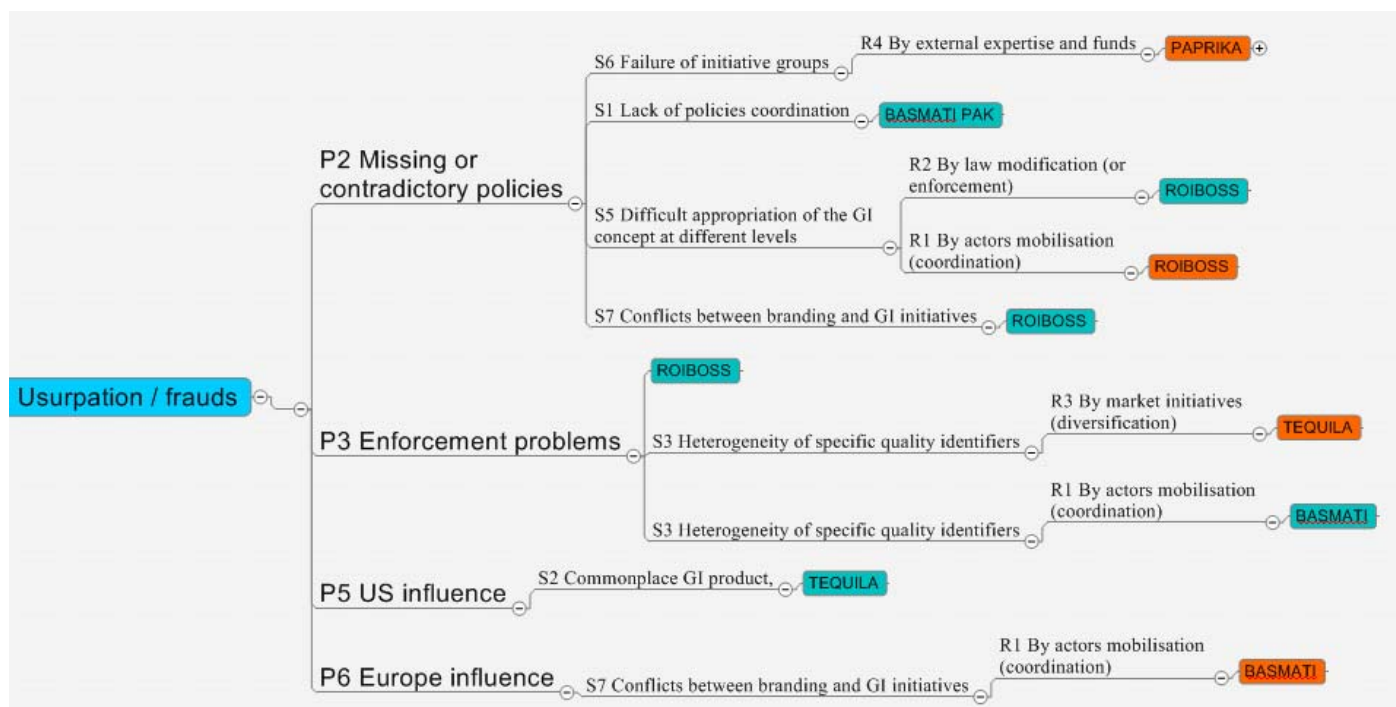 Usurpation / frauds
P2 Missing or
contradictory policies
S6 Failure of initiative groups
R4 By external expertise and funds
PAPRIKA
S1 Lack of policies coordination
BASMATI PAK
S5 Difficult appropriation of the GI
concept at different levels
R2 By law modification (or
enforcement)
ROIBOSS
R1 By actors mobilisation
(coordination)
ROIBOSS
S7 Conflicts between branding and GI initiatives
ROIBOSS
P3 Enforcement problems
ROIBOSS
S3 Heterogeneity of specific quality identifiers
R3 By market initiatives
(diversification)
TEQUILA
S3 Heterogeneity of specific quality identifiers
R1 By actors mobilisation
(coordination)
BASMATI
P5 US influence
S2 Commonplace GI product,
TEQUILA
P6 Europe influence
S7 Conflicts between branding and GI initiatives
R1 By actors mobilisation
(coordination)
BASMATI